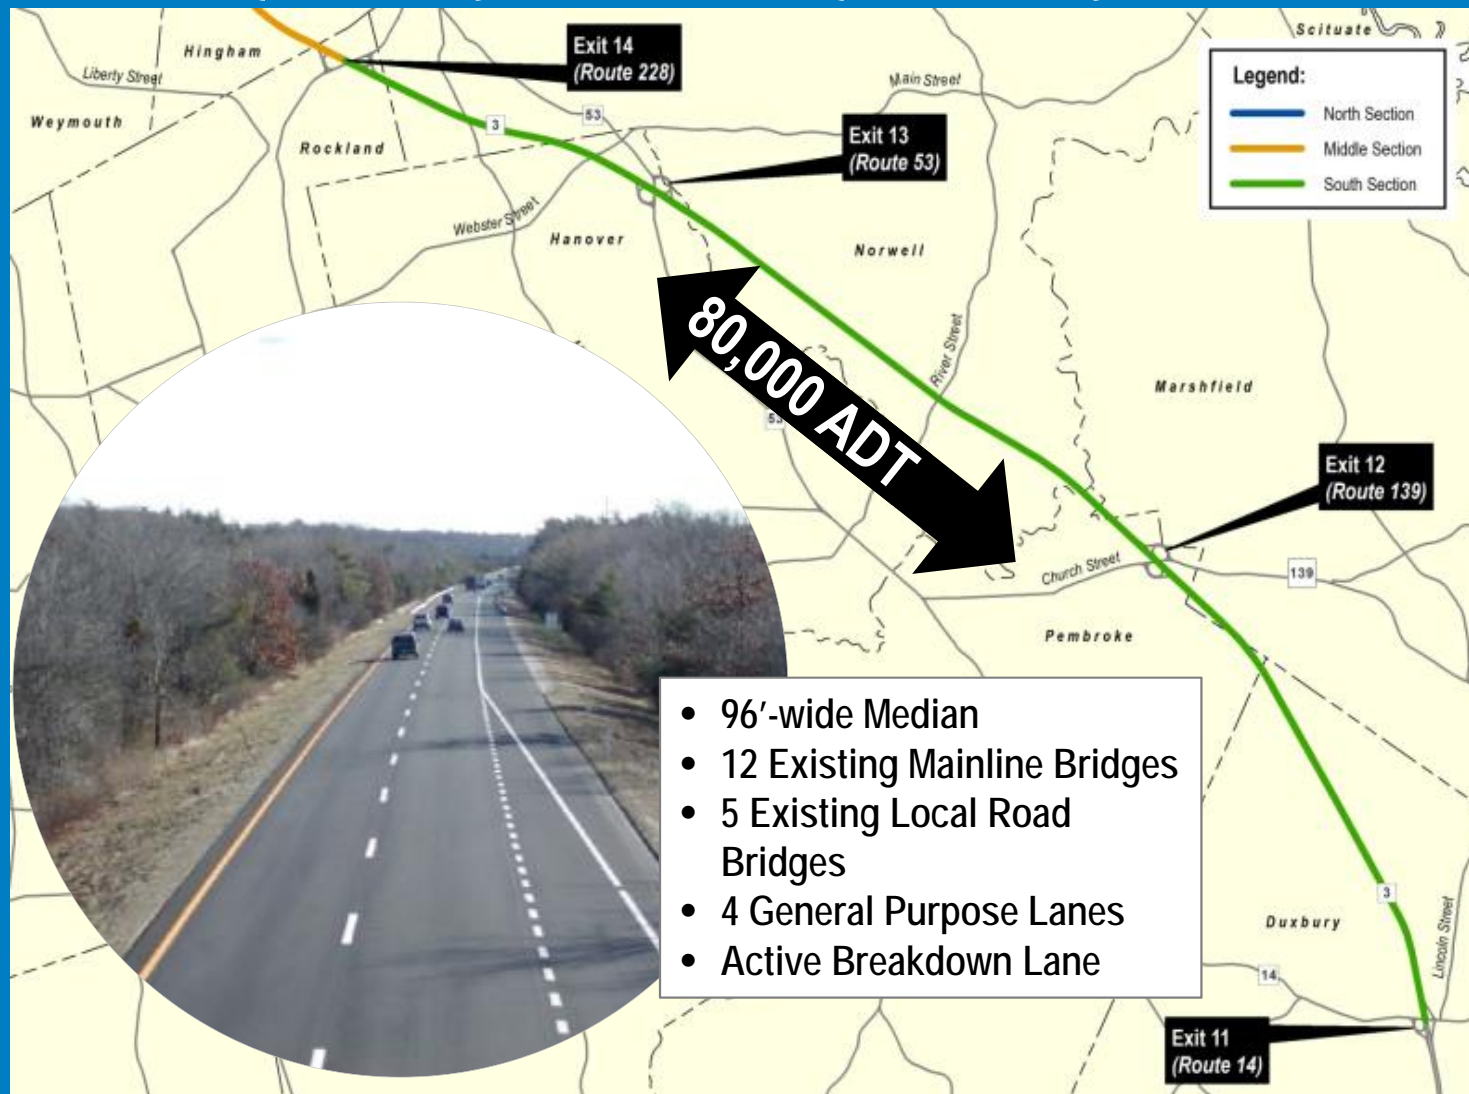 Scituate
Hingham
Exit 14
(Route 228)
Legend:
Liberty Street
Main Street
North Section
Weymouth
53
3
Exit 13
(Route 53)
Rockland
Middle Section
South Section
Webster Street
Hanover
Norwell
80,000 ADT
River Street
Marshfield
53
Exit 12
(Route 139)
Church Street
139
Pembroke
• 96'-wide Median
• 12 Existing Mainline Bridges
• 5 Existing Local Road
Bridges
• 4 General Purpose Lanes
• Active Breakdown Lane
3
Duxbury
Lincoln Street
14
Exit 11
(Route 14)